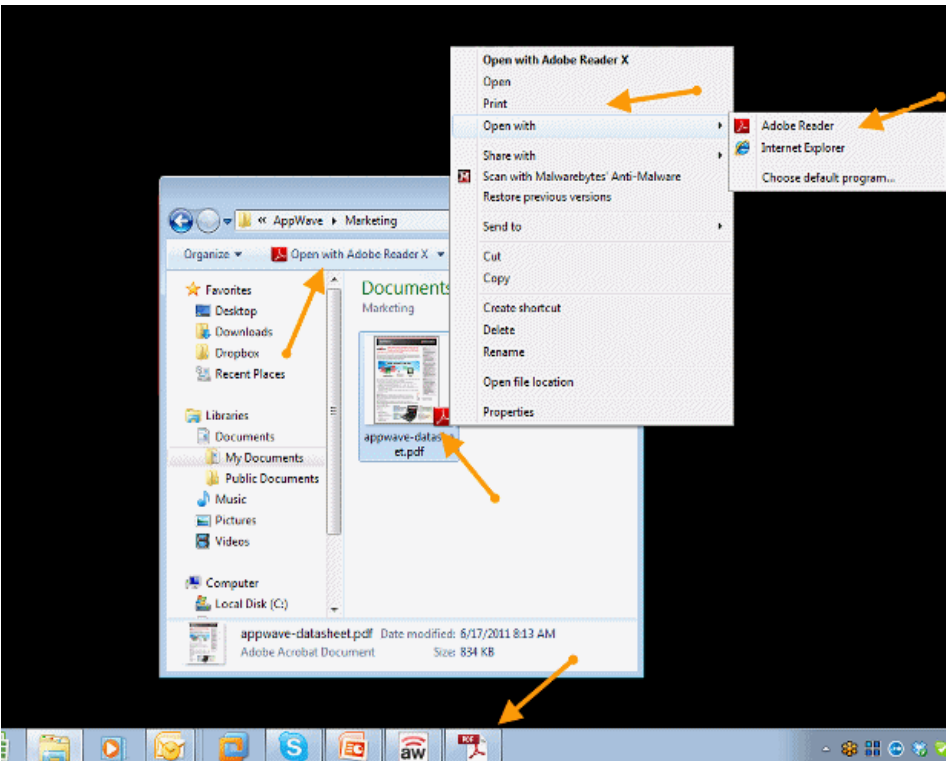 Open with Adobe Reader X
Open
Print
Open with
Adobe Reader
Internet Explorer
Choose default program...
Share with
Scan with Malwarebytes' Anti-Malware
Restore previous versions
Send to
Cut
Copy
Create shortcut
Delete
Rename
Open file location
Properties
« AppWave Marketing
Organize
Open with Adobe Reader X
Favorites
Desktop
Downloads
Dropbox
Recent Places
Libraries
Documents
My Documents
Public Documents
Music
Pictures
Videos
Computer
Local Disk (C:)
Documents
Marketing
appwave-datas
et.pdf
appwave-datasheet.pdf Date modified: 6/17/2011 8:13 AM
Adobe Acrobat Document Size: 834 KB
S
aw
PDF